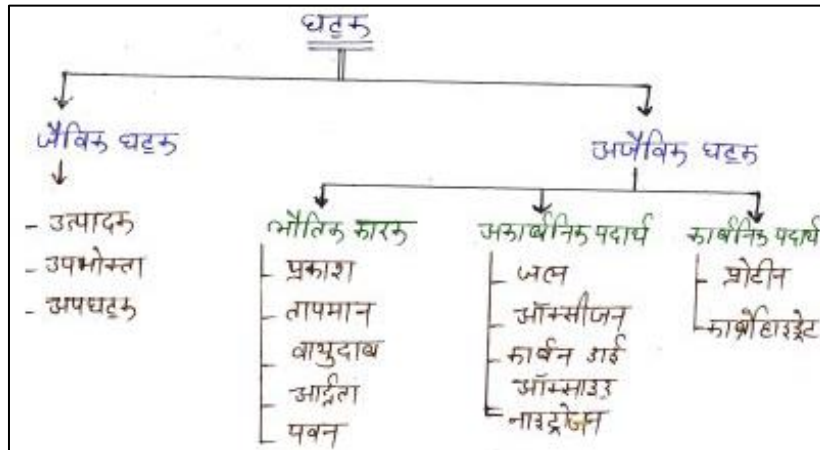 घटक
जैविक घटक
अजैविक घटक
- उत्पादक
- उपभोक्ता
- अपघटक
भौतिक कारक
- प्रकाश
- तापमान
- वायुदाब
- आर्द्रता
- पवन
अकार्बनिक पदार्थ
- जल
- ऑक्सीजन
- कार्बन डाई
ऑक्साइड
- नाइट्रोजन
कार्बनिक पदार्थ
- प्रोटीन
- कार्बोहाइड्रेट